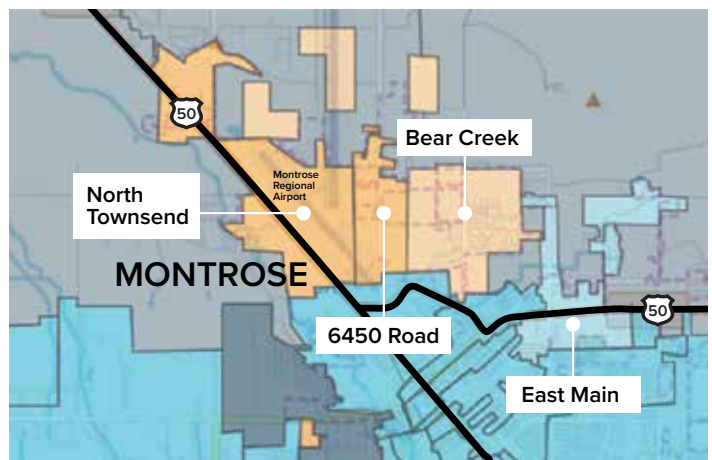 50
Bear Creek
Montrose
Regional
Airport
North
Townsend
MONTROSE
50
6450 Road
East Main